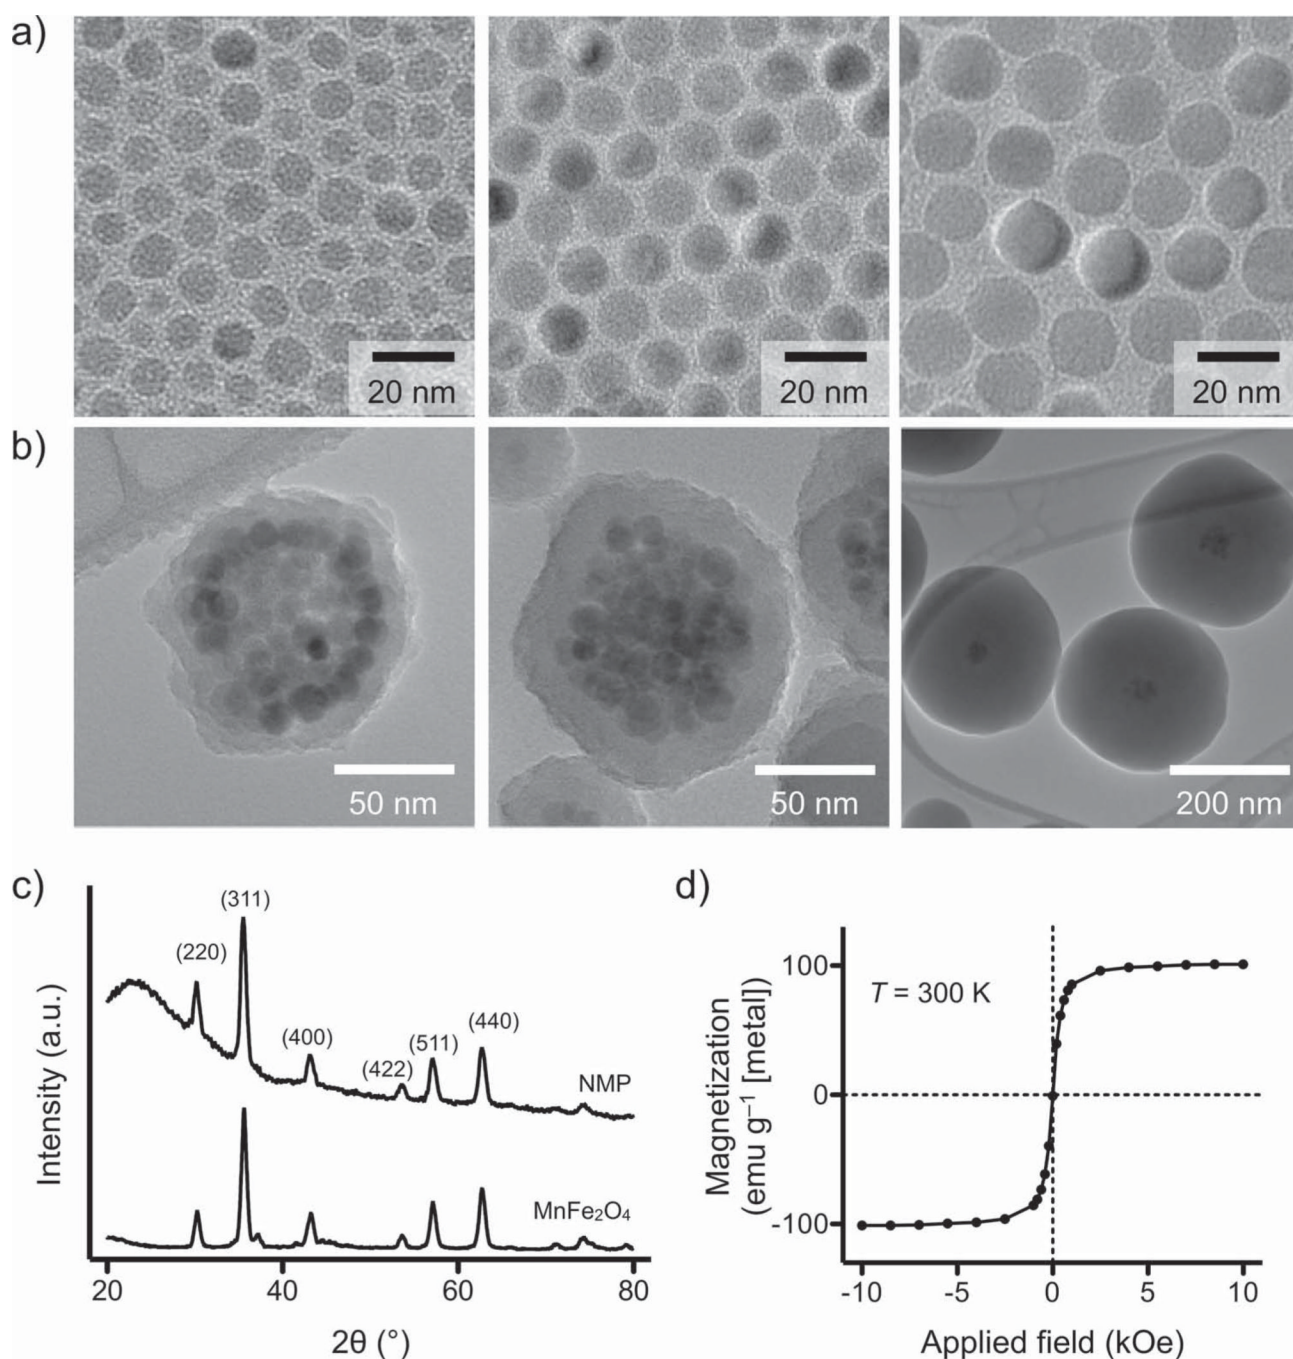 a)
20 nm
20 nm
20 nm
b)
50 nm
50 nm
200 nm
c)
(311)
(220)
(400)
(422)
(511)
(440)
NMP
MnFe₂O₄
Intensity (a.u.)
20
40
60
80
2θ (°)
d)
T = 300 K
Magnetization
(emu g⁻¹ [metal])
100
0
-100
-10
-5
0
5
10
Applied field (kOe)